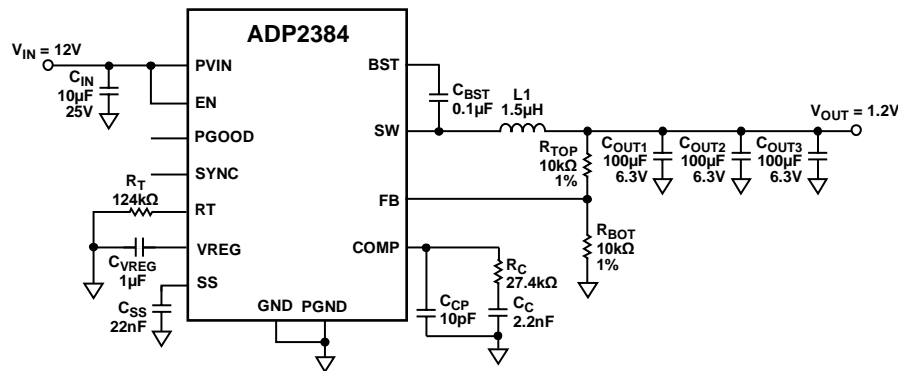 ADP2384
V_IN = 12V
C_IN
10µF
25V
PVIN
EN
PGOOD
SYNC
R_T
124kΩ
RT
VREG
C_VREG
1µF
SS
C_SS
22nF
GND
PGND
BST
C_BST
0.1µF
L1
1.5µH
SW
V_OUT = 1.2V
R_TOP
10kΩ
1%
C_OUT1
100µF
6.3V
C_OUT2
100µF
6.3V
C_OUT3
100µF
6.3V
FB
R_BOT
10kΩ
1%
COMP
R_C
27.4kΩ
C_CP
10pF
C_C
2.2nF